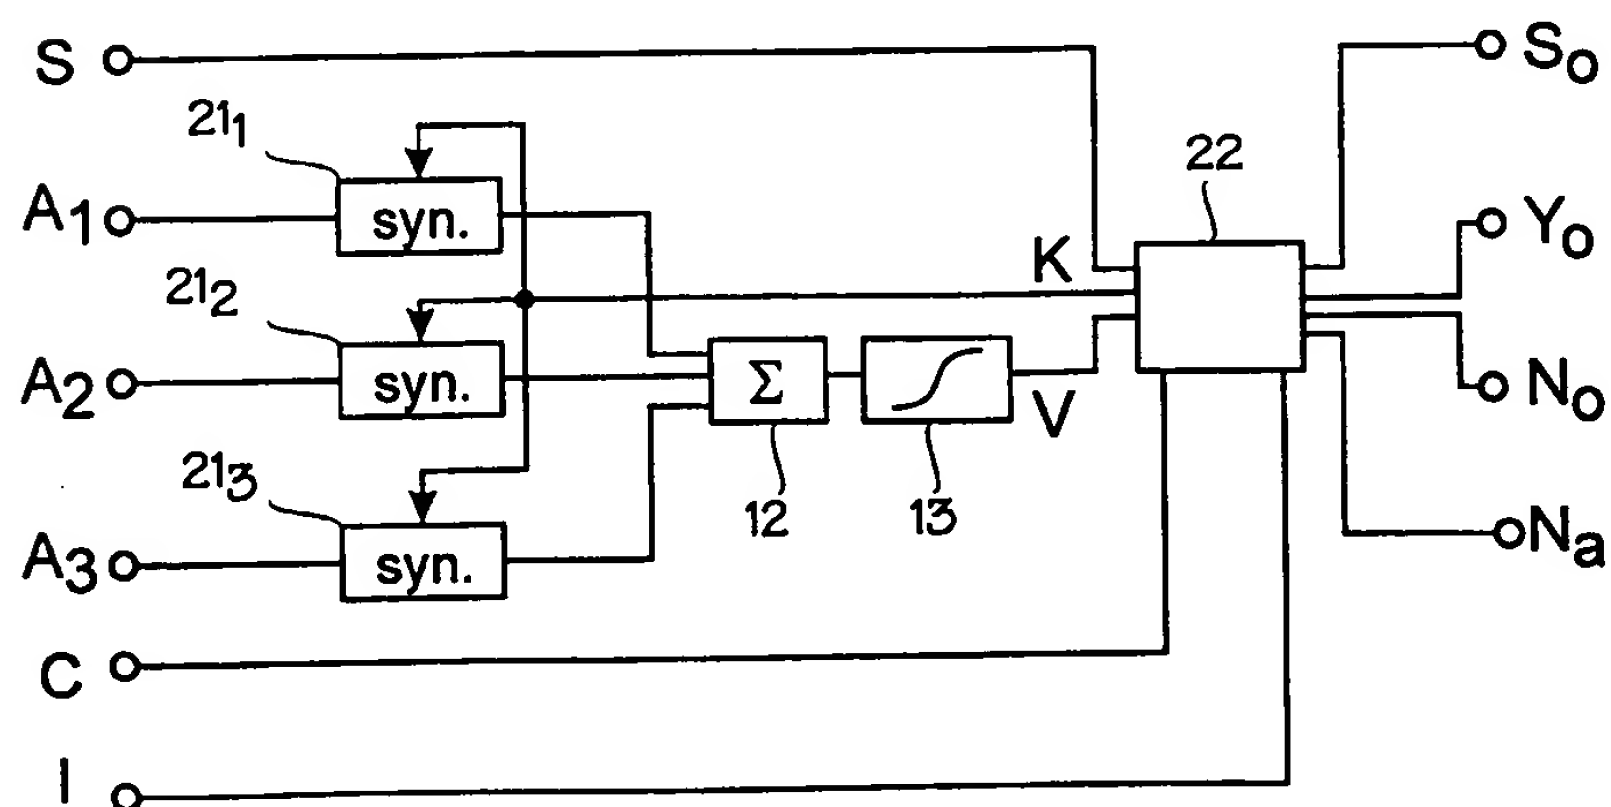 S
S₀
21₁
22
A₁
syn.
Y₀
K
21₂
A₂
syn.
Σ
V
N₀
21₃
12
13
A₃
syn.
Nₐ
C
I